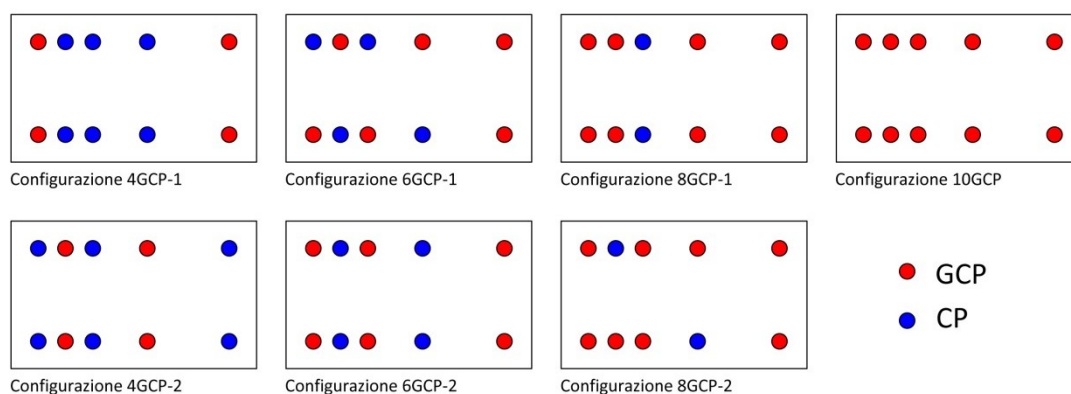 Configurazione 4GCP-1
Configurazione 6GCP-1
Configurazione 8GCP-1
Configurazione 10GCP
Configurazione 4GCP-2
Configurazione 6GCP-2
Configurazione 8GCP-2
GCP
CP